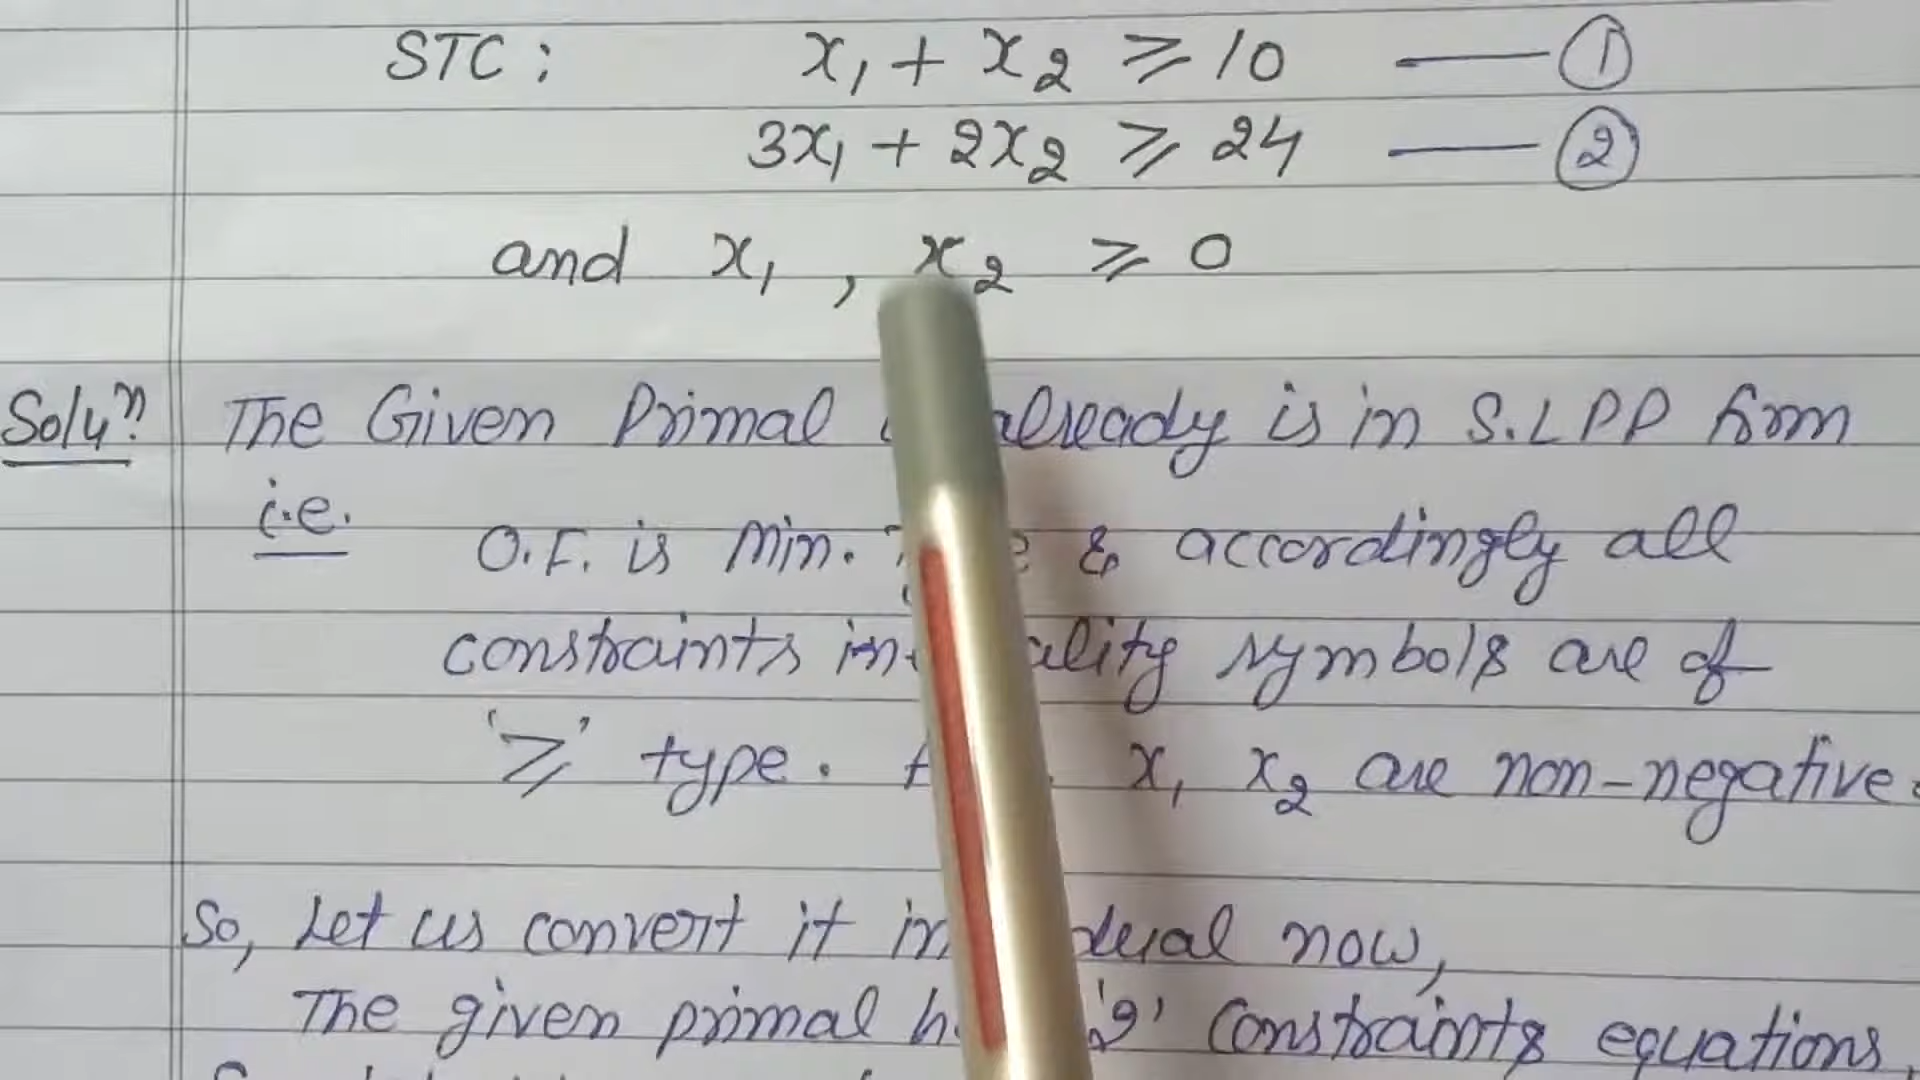 STC : x₁ + x₂ ≥ 10 —— ①
3x₁ + 2x₂ ≥ 24 —— ②
and x₁ , x₂ ≥ 0
Soluⁿ: The Given Primal already is in S.LPP form
i.e. O.F. is Min. & accordingly all
constraints symbols are of
'≥' type. x₁ x₂ are non-negative.
So, Let us convert it dual now,
The given primal '2' constraints equations,